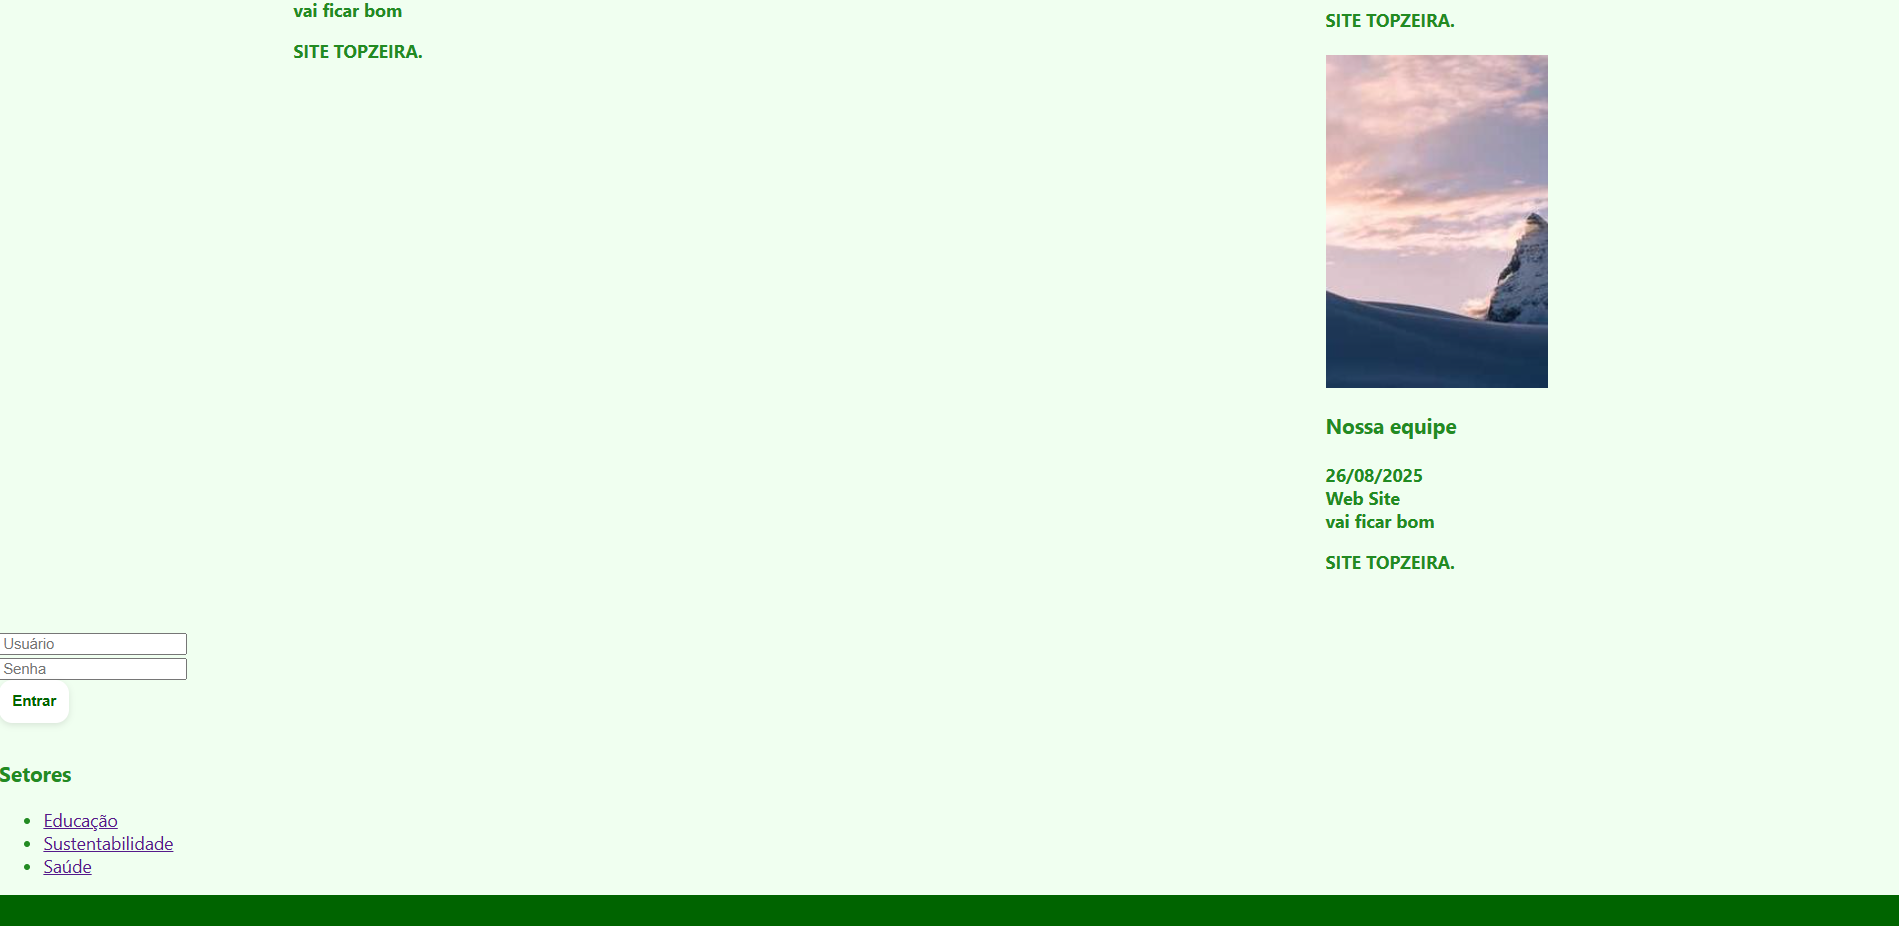 vai ficar bom
SITE TOPZEIRA.
SITE TOPZEIRA.
Nossa equipe
26/08/2025
Web Site
vai ficar bom
SITE TOPZEIRA.
Usuário
Senha
Entrar
Setores
Educação
Sustentabilidade
Saúde